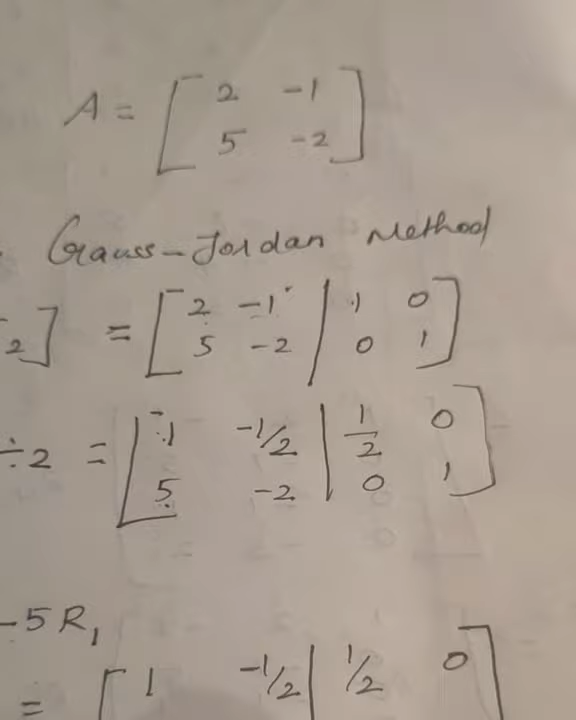 A = [ 2 -1
5 -2 ]
Gauss-Jordan Method
2] = [ 2 -1 | 1 0
5 -2 | 0 1 ]
÷2 = [ 1 -1/2 | 1/2 0
5 -2 | 0 1 ]
-5R₁
= [ 1 -1/2 | 1/2 0 ]